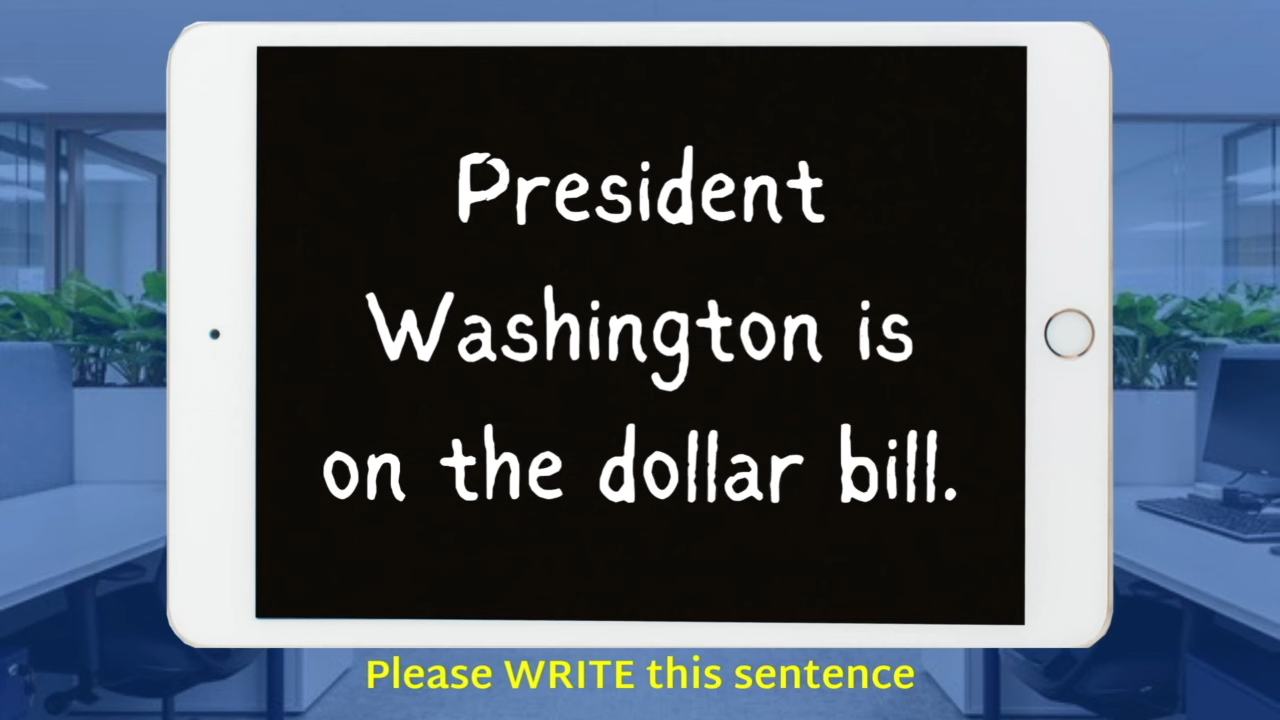 President
Washington is
on the dollar bill.
Please WRITE this sentence